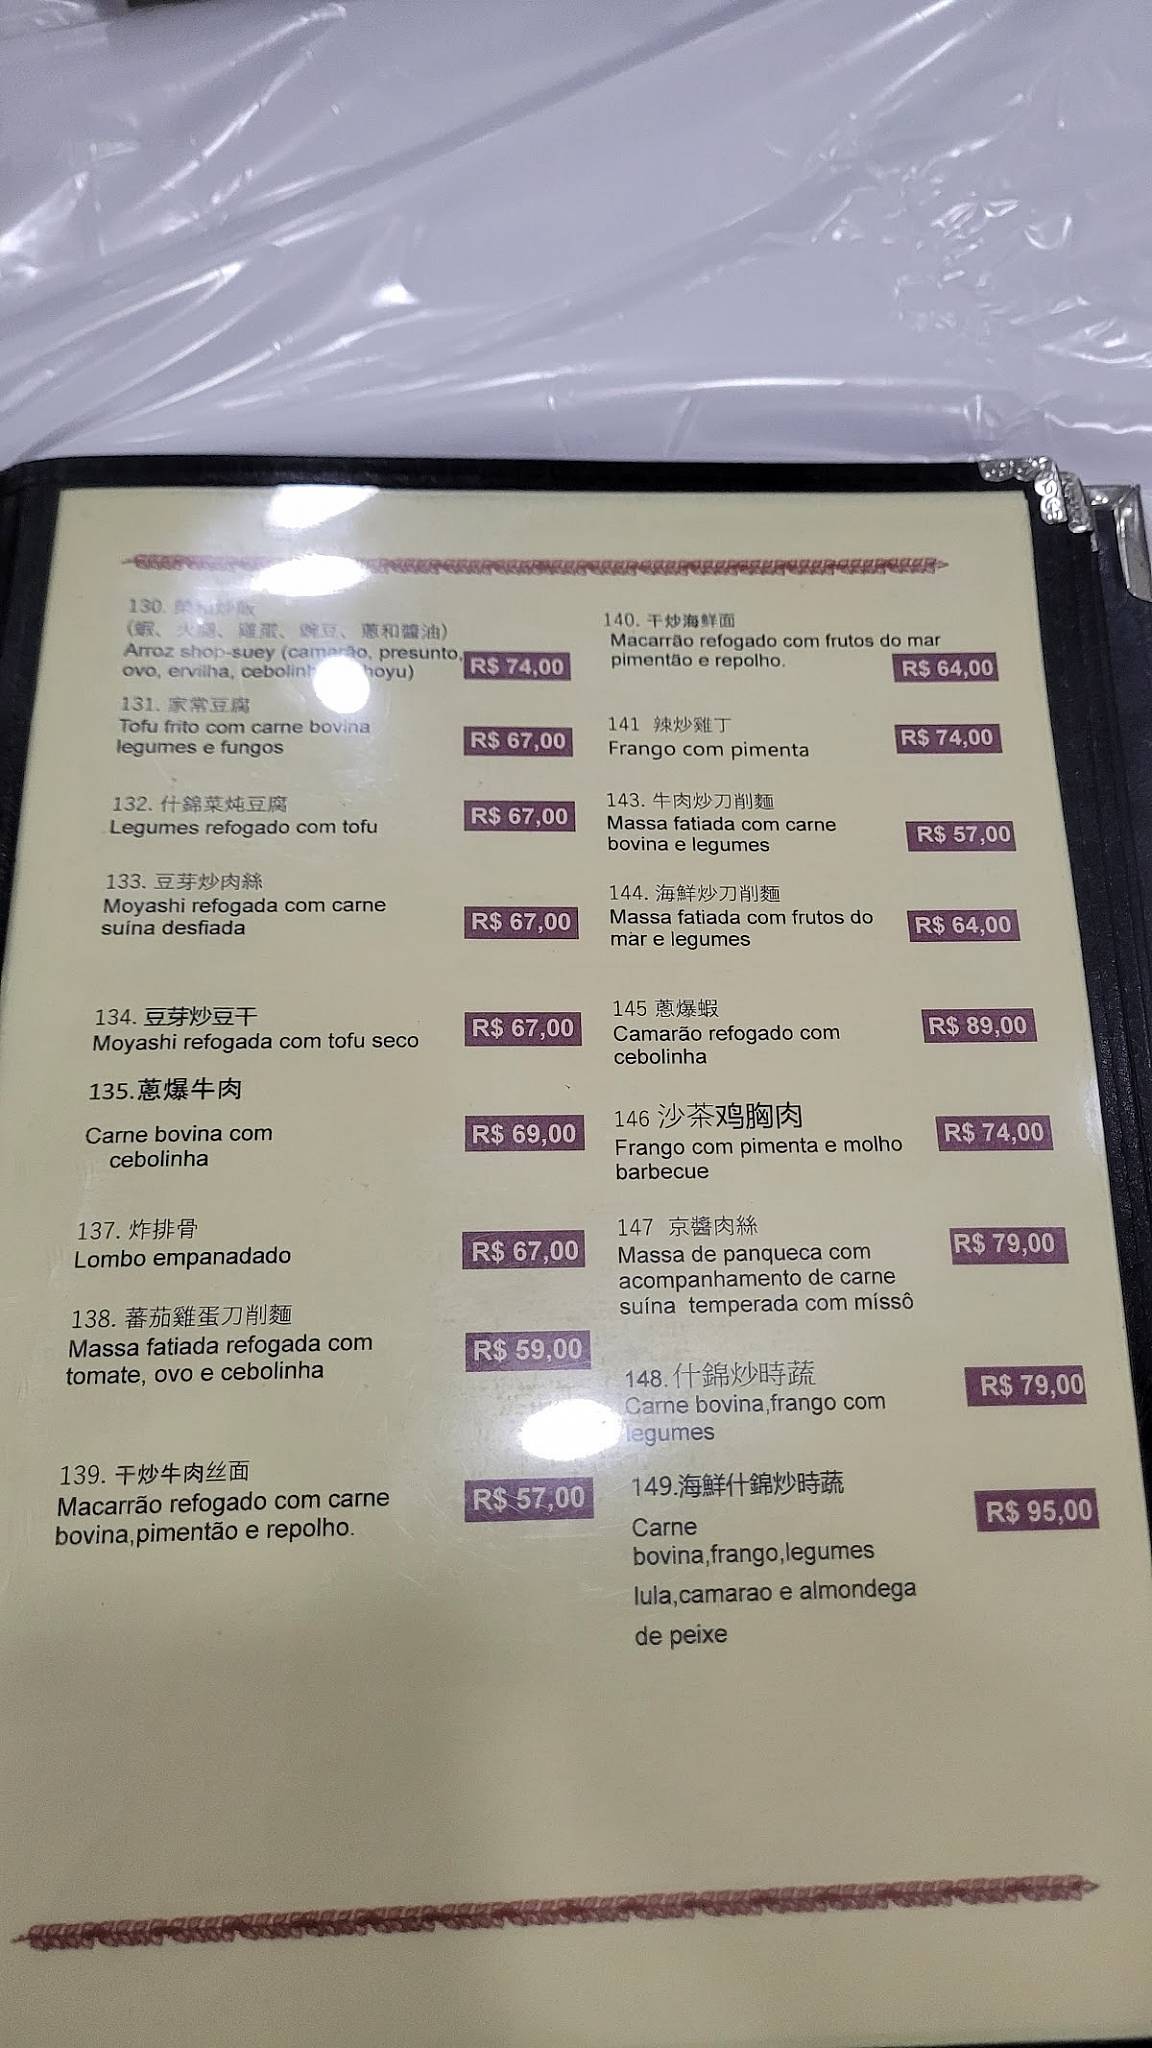 130.
(蝦、火腿、雞蛋、豌豆、蔥和醬油)
Arroz shop-suey (camarão, presunto,
ovo, ervilha, cebolinh hoyu)
R$ 74,00
131. 家常豆腐
Tofu frito com carne bovina
legumes e fungos
R$ 67,00
132. 什錦菜炖豆腐
Legumes refogado com tofu
R$ 67,00
133. 豆芽炒肉絲
Moyashi refogada com carne
suína desfiada
R$ 67,00
134. 豆芽炒豆干
Moyashi refogada com tofu seco
R$ 67,00
135.蔥爆牛肉
Carne bovina com
cebolinha
R$ 69,00
137. 炸排骨
Lombo empanadado
R$ 67,00
138. 蕃茄雞蛋刀削麵
Massa fatiada refogada com
tomate, ovo e cebolinha
R$ 59,00
139. 干炒牛肉丝面
Macarrão refogado com carne
bovina,pimentão e repolho.
R$ 57,00
140. 干炒海鮮面
Macarrão refogado com frutos do mar
pimentão e repolho.
R$ 64,00
141 辣炒雞丁
Frango com pimenta
R$ 74,00
143. 牛肉炒刀削麵
Massa fatiada com carne
bovina e legumes
R$ 57,00
144. 海鮮炒刀削麵
Massa fatiada com frutos do
mar e legumes
R$ 64,00
145 蔥爆蝦
Camarão refogado com
cebolinha
R$ 89,00
146 沙茶鸡胸肉
Frango com pimenta e molho
barbecue
R$ 74,00
147 京醬肉絲
Massa de panqueca com
acompanhamento de carne
suína temperada com missô
R$ 79,00
148. 什錦炒時蔬
Carne bovina,frango com
legumes
R$ 79,00
149.海鮮什錦炒時蔬
Carne
bovina,frango,legumes
lula,camarao e almondega
de peixe
R$ 95,00